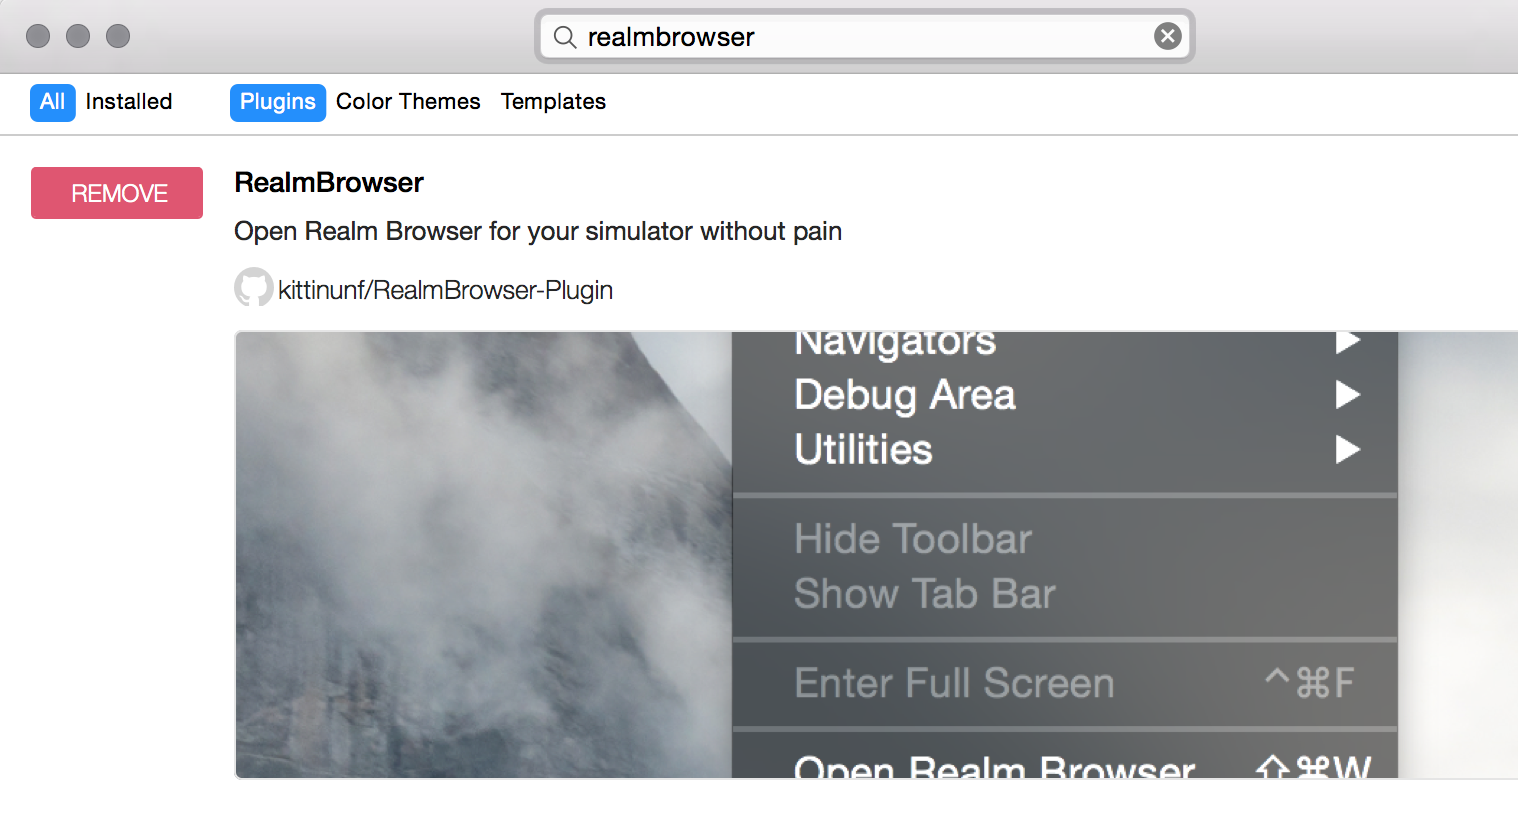 realmbrowser
All Installed Plugins Color Themes Templates
REMOVE
RealmBrowser
Open Realm Browser for your simulator without pain
kittinunf/RealmBrowser-Plugin
Navigators
Debug Area
Utilities
Hide Toolbar
Show Tab Bar
Enter Full Screen ^⌘F
Open Realm Browser ⇧⌘W